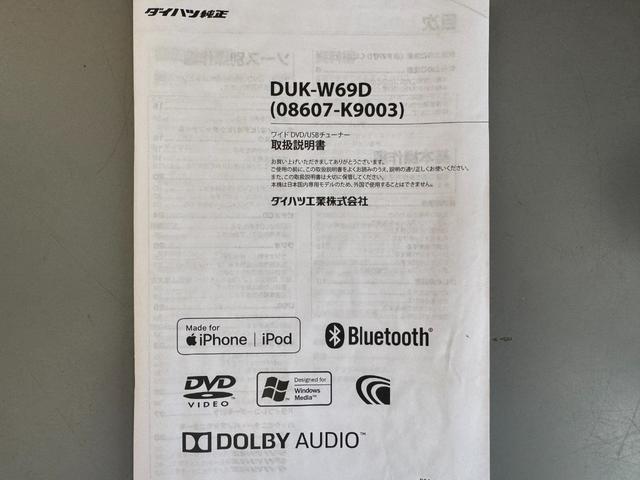 ダイハツ純正
DUK-W69D
(08607-K9003)
ワイドDVD/USBチューナー
取扱説明書
お買い上げいただきましてありがとうございます。
ご使用の前に、この取扱説明書をよくお読みのうえ、説明の通り正しくお使いください。
また、この取扱説明書は大切に保管してください。
本機は日本国内専用モデルのため、外国で使用することはできません。
ダイハツ工業株式会社
Made for
iPhone | iPod
Bluetooth®
DVD
VIDEO
Designed for
Windows
Media™
DOLBY AUDIO™